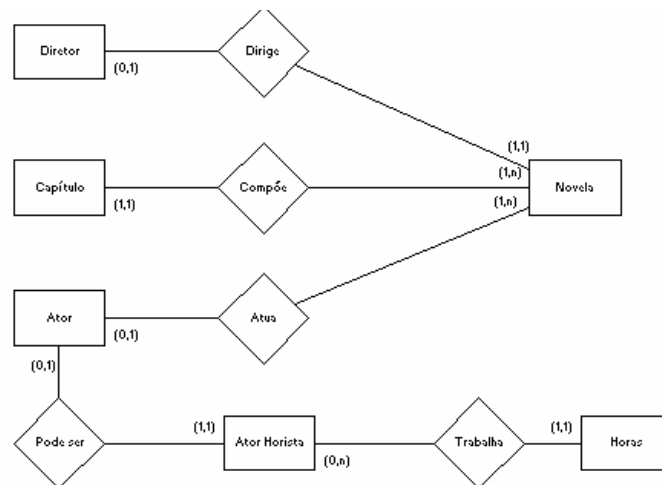 Diretor
(0,1)
Dirige
(1,1)
Capítulo
(1,1)
Compõe
(1,n)
Novela
(1,n)
Ator
(0,1)
Atua
(0,1)
Pode ser
(1,1)
Ator Horista
(0,n)
Trabalha
(1,1)
Horas